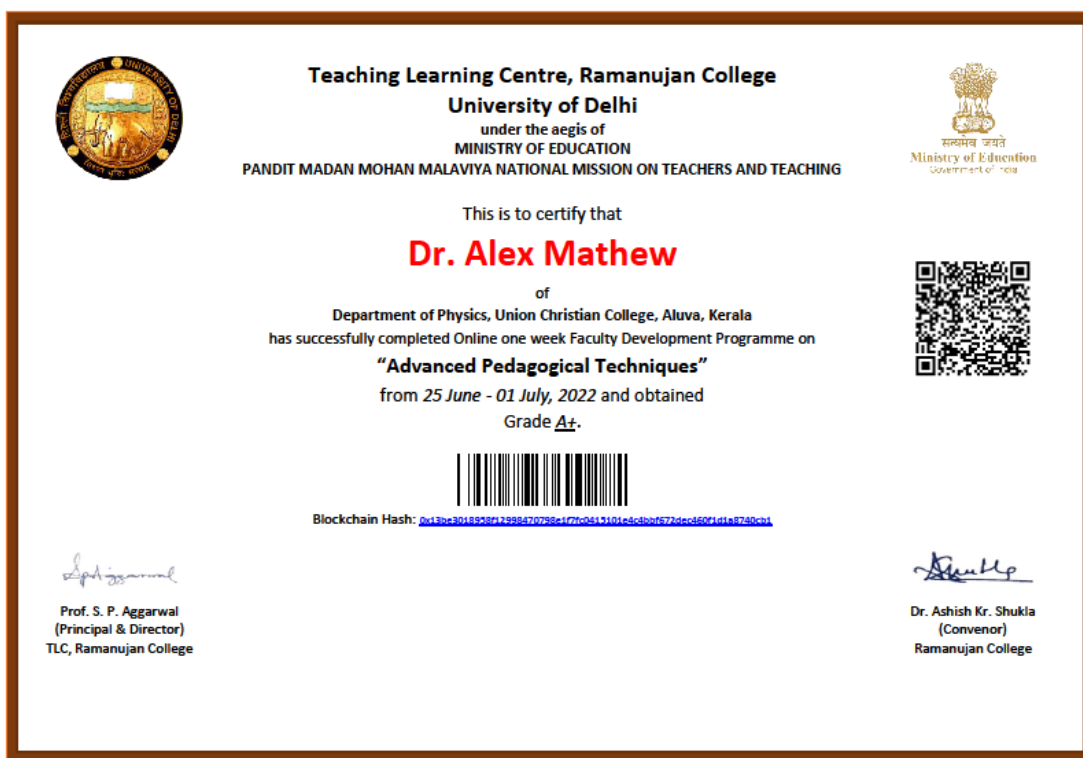 Teaching Learning Centre, Ramanujan College
University of Delhi
under the aegis of
MINISTRY OF EDUCATION
PANDIT MADAN MOHAN MALAVIYA NATIONAL MISSION ON TEACHERS AND TEACHING
सत्यमेव जयते
Ministry of Education
Government of India
This is to certify that
Dr. Alex Mathew
of
Department of Physics, Union Christian College, Aluva, Kerala
has successfully completed Online one week Faculty Development Programme on
“Advanced Pedagogical Techniques”
from 25 June - 01 July, 2022 and obtained
Grade A+.
Blockchain Hash:
Prof. S. P. Aggarwal
(Principal & Director)
TLC, Ramanujan College
Dr. Ashish Kr. Shukla
(Convenor)
Ramanujan College